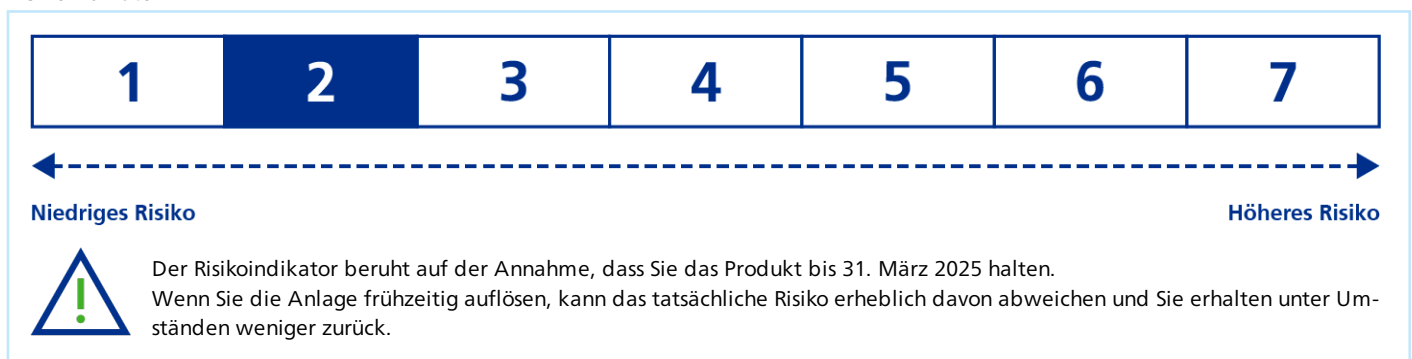 1 2 3 4 5 6 7
Niedriges Risiko Höheres Risiko
Der Risikoindikator beruht auf der Annahme, dass Sie das Produkt bis 31. März 2025 halten.
Wenn Sie die Anlage frühzeitig auflösen, kann das tatsächliche Risiko erheblich davon abweichen und Sie erhalten unter Um-
ständen weniger zurück.